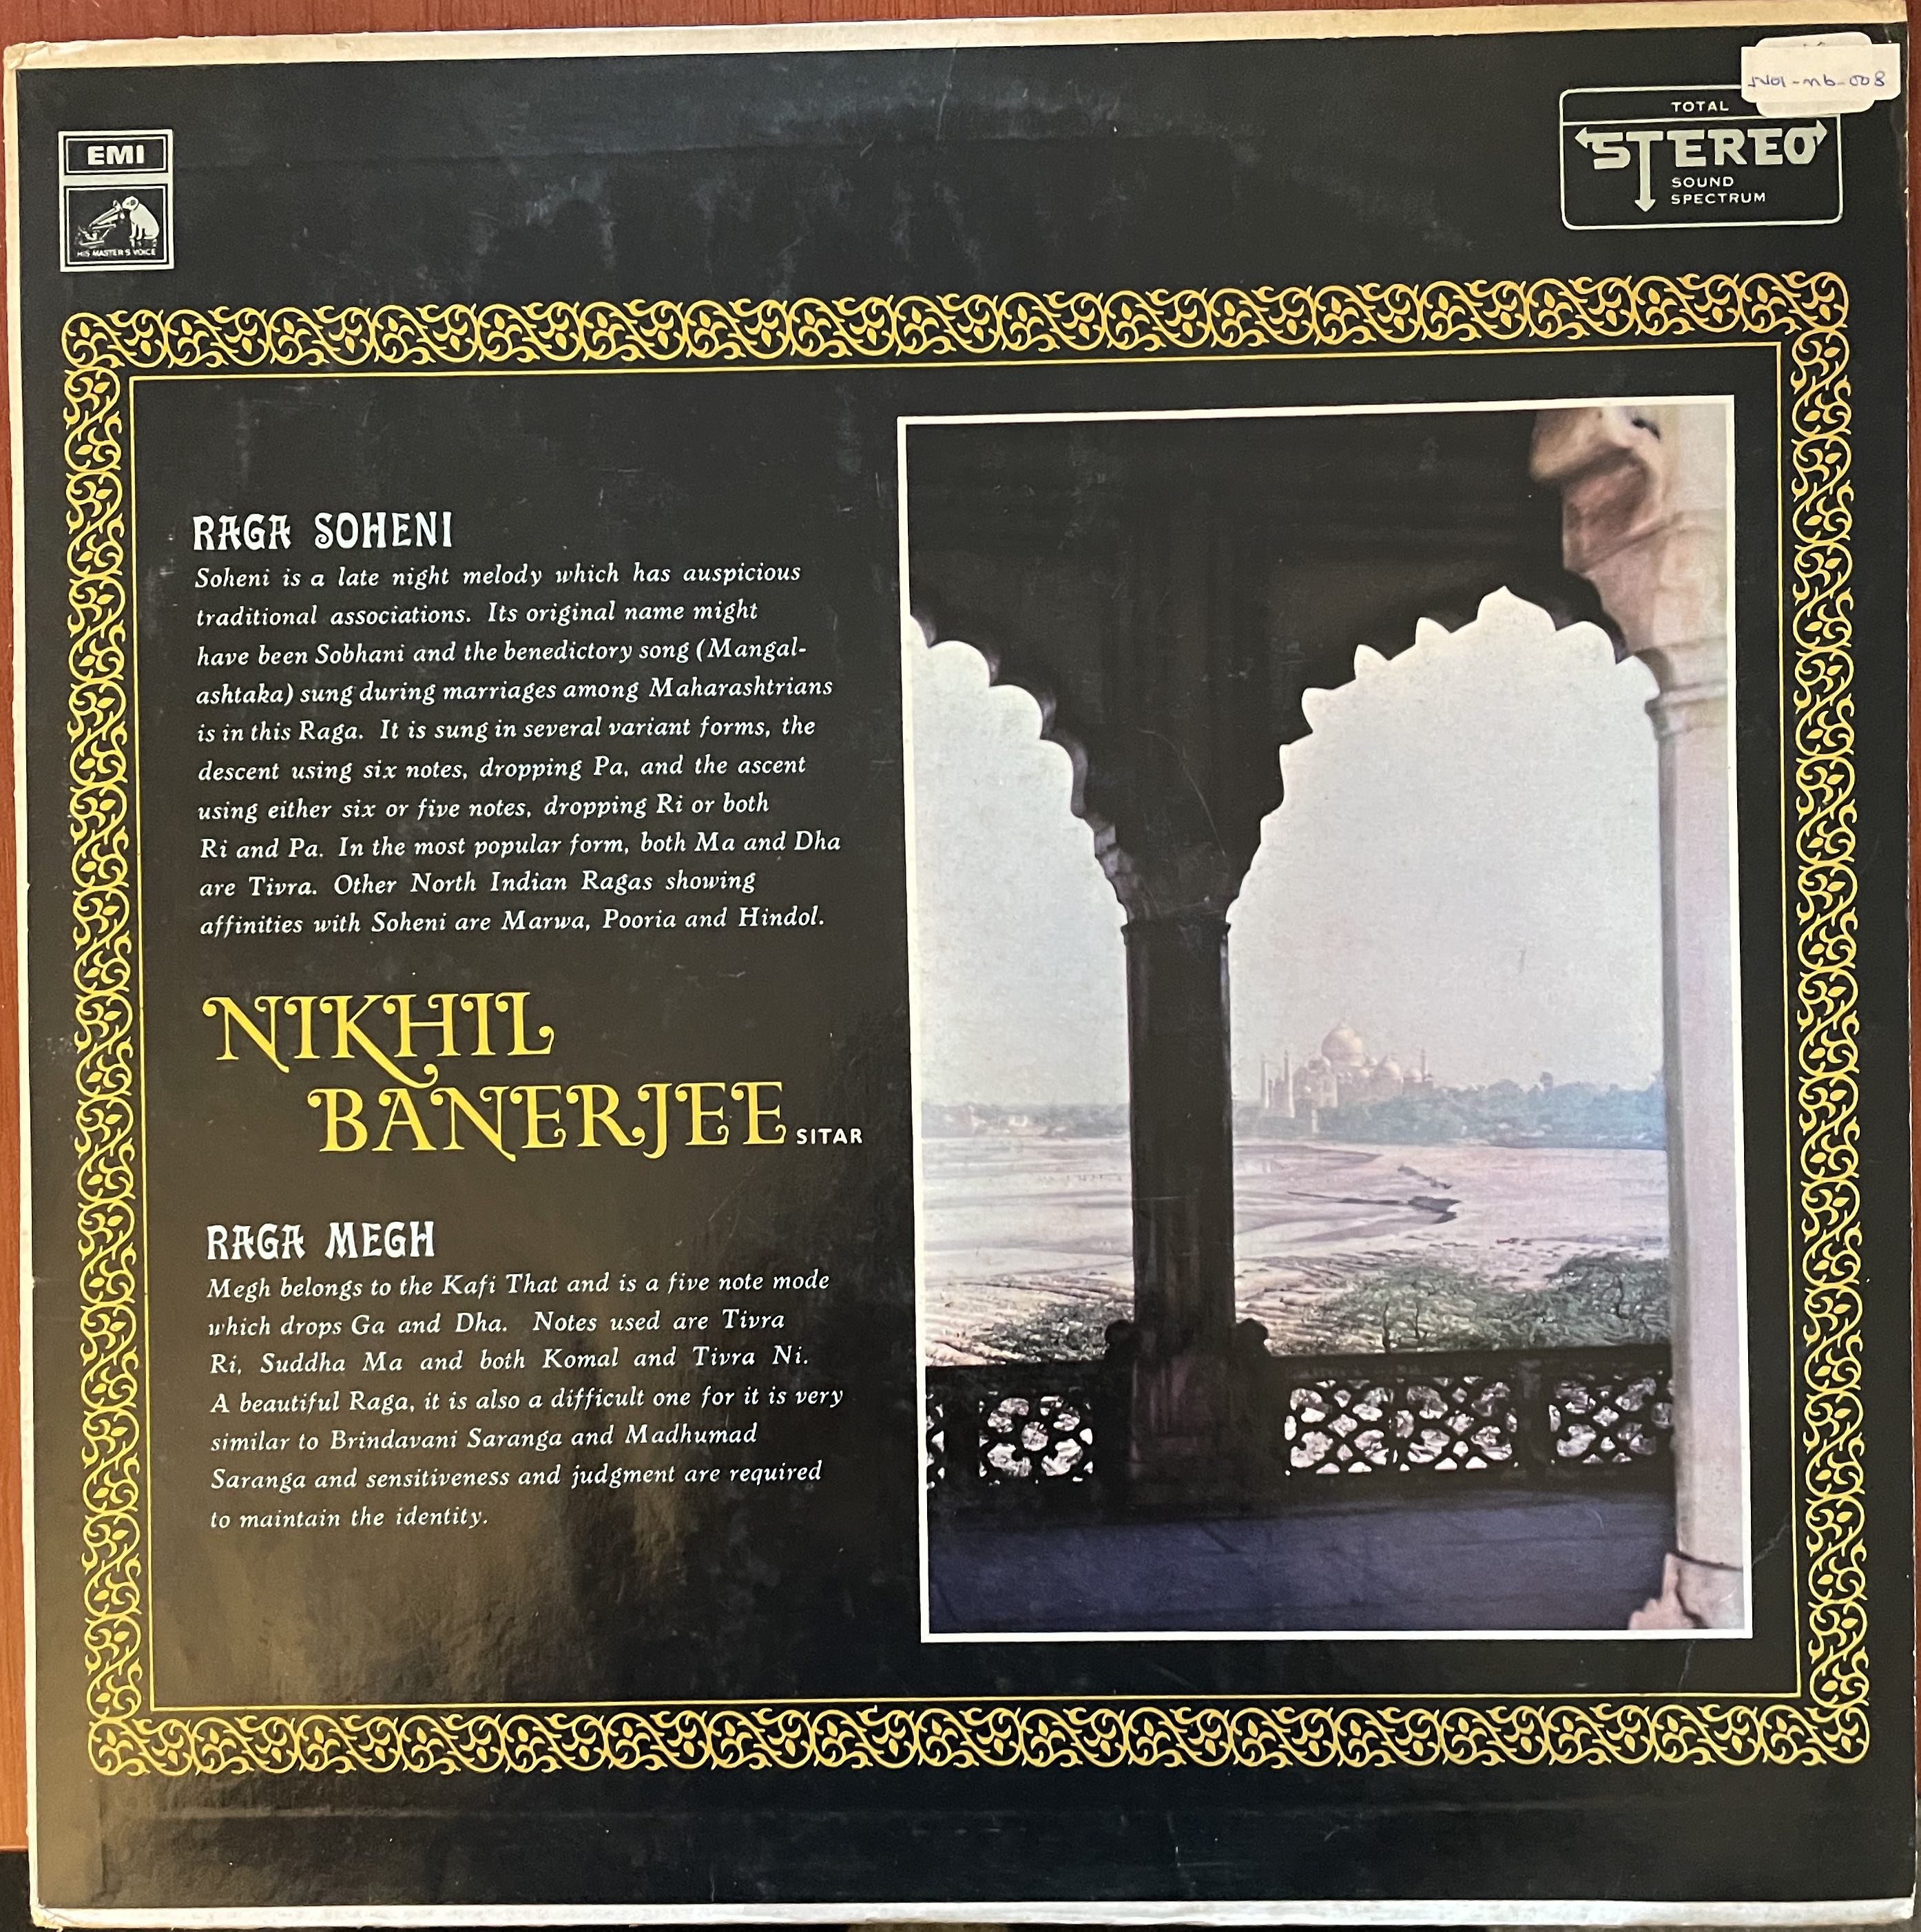 EMI
HIS MASTER'S VOICE
TOTAL
STEREO
SOUND
SPECTRUM
RAGA SOHENI
Soheni is a late night melody which has auspicious
traditional associations. Its original name might
have been Sobhani and the benedictory song (Mangal-
ashtaka) sung during marriages among Maharashtrians
is in this Raga. It is sung in several variant forms, the
descent using six notes, dropping Pa, and the ascent
using either six or five notes, dropping Ri or both
Ri and Pa. In the most popular form, both Ma and Dha
are Tivra. Other North Indian Ragas showing
affinities with Soheni are Marwa, Pooria and Hindol.
NIKHIL
BANERJEE SITAR
RAGA MEGH
Megh belongs to the Kafi That and is a five note mode
which drops Ga and Dha. Notes used are Tivra
Ri, Suddha Ma and both Komal and Tivra Ni.
A beautiful Raga, it is also a difficult one for it is very
similar to Brindavani Saranga and Madhumad
Saranga and sensitiveness and judgment are required
to maintain the identity.